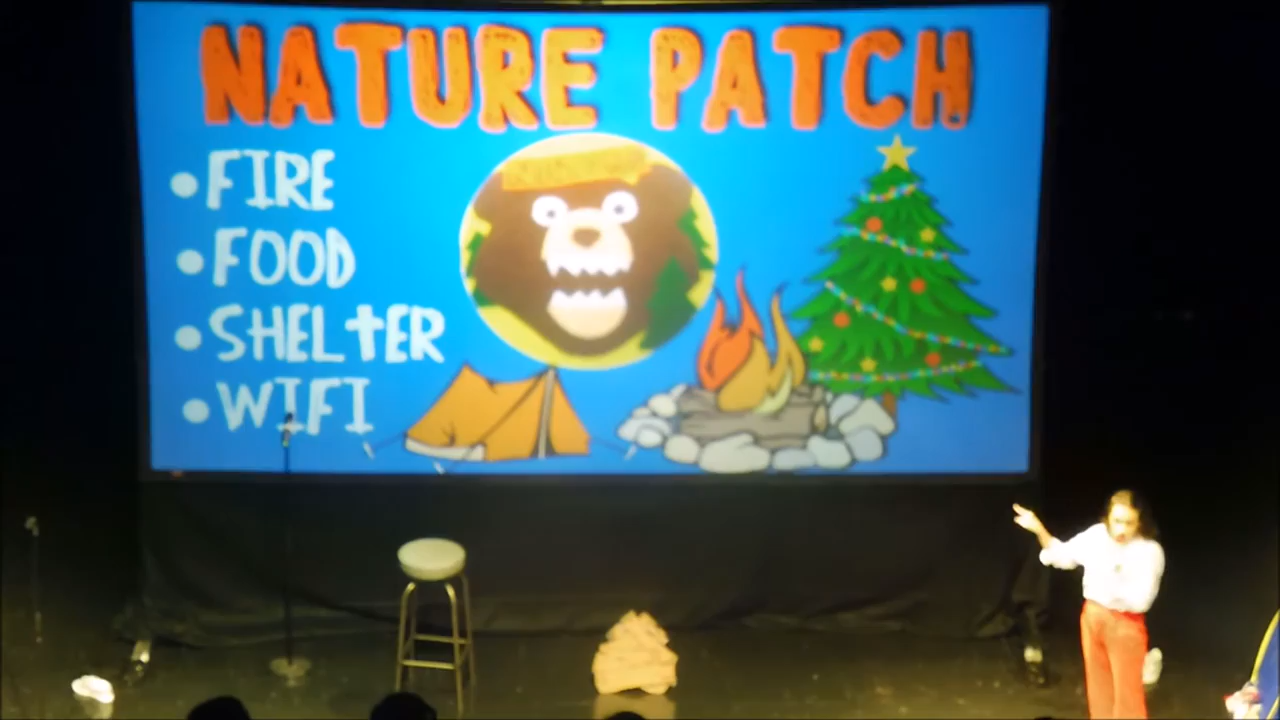 NATURE PATCH
• FIRE
• FOOD
• SHELTER
• WIFI